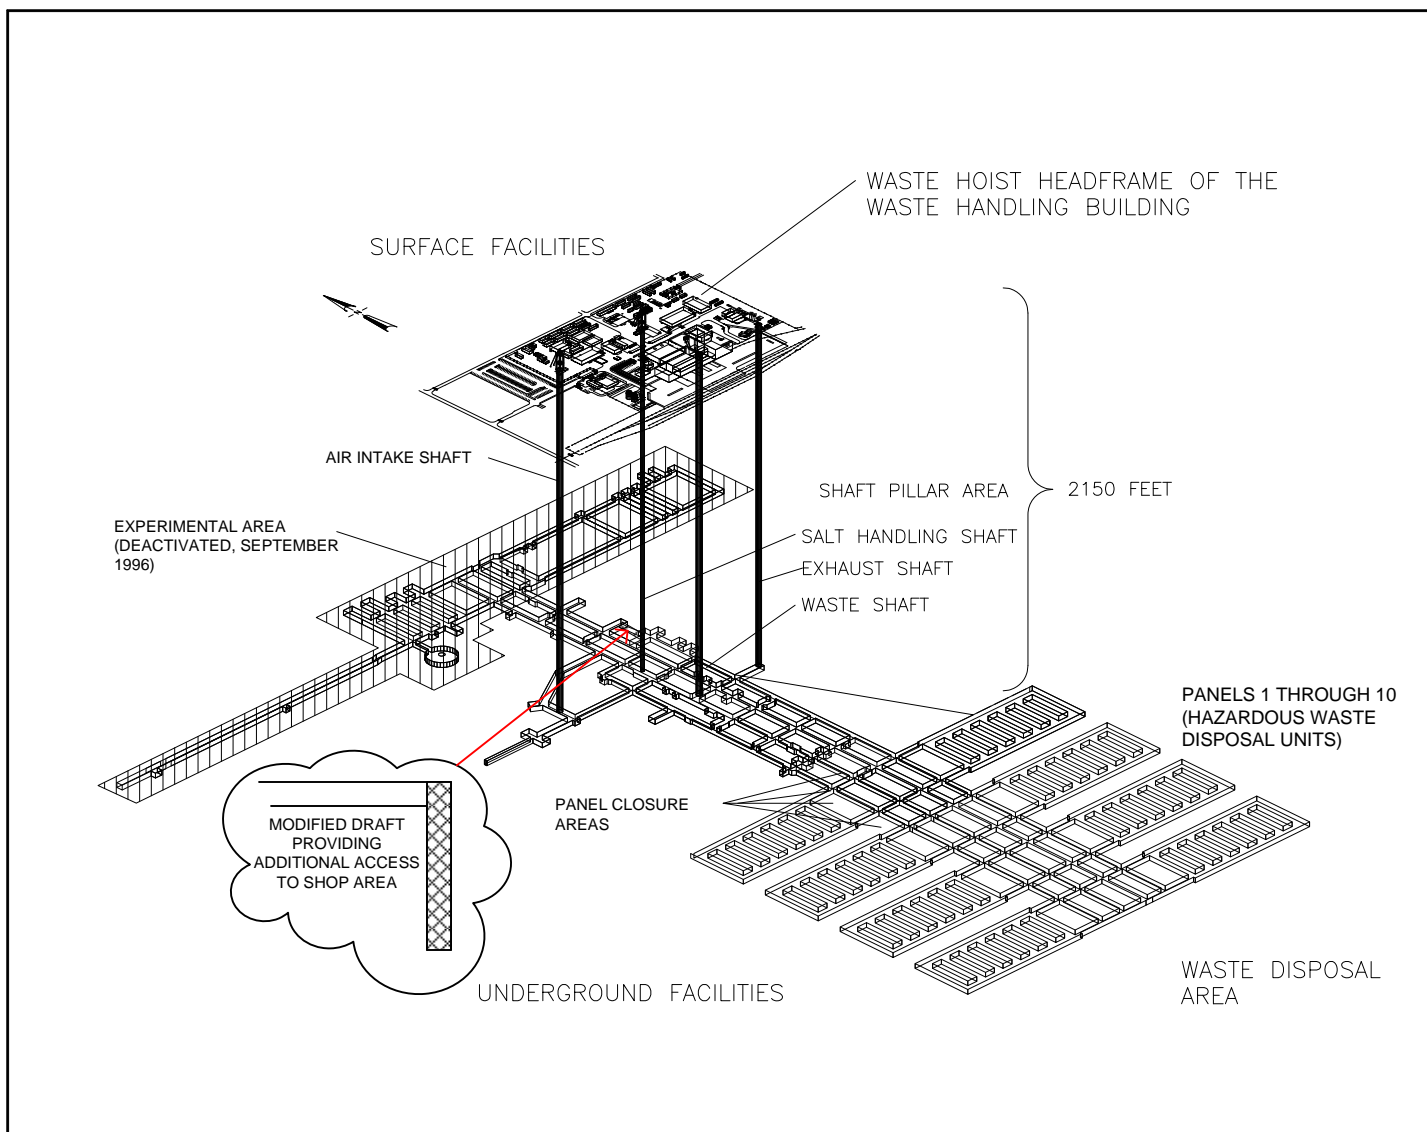 WASTE HOIST HEADFRAME OF THE
WASTE HANDLING BUILDING
SURFACE FACILITIES
AIR INTAKE SHAFT
SHAFT PILLAR AREA
2150 FEET
EXPERIMENTAL AREA
(DEACTIVATED, SEPTEMBER
1996)
SALT HANDLING SHAFT
EXHAUST SHAFT
WASTE SHAFT
PANELS 1 THROUGH 10
(HAZARDOUS WASTE
DISPOSAL UNITS)
PANEL CLOSURE
AREAS
MODIFIED DRAFT
PROVIDING
ADDITIONAL ACCESS
TO SHOP AREA
UNDERGROUND FACILITIES
WASTE DISPOSAL
AREA